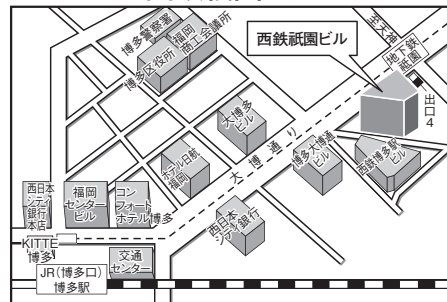 博多警察署
福岡
商工会議所
博多区役所
西鉄祇園ビル
至天神
地下鉄
祇園
出口4
大博多
ビル
大博通り
ホテル日航
福岡
博多大博通
ビル
西鉄博多駅前
ビル
西日本
シティ
銀行
本店
福岡
センター
ビル
コン
フォート
ホテル博多
西日本
シティ銀行
KITTE
博多
交通
センター
JR(博多口)
博多駅